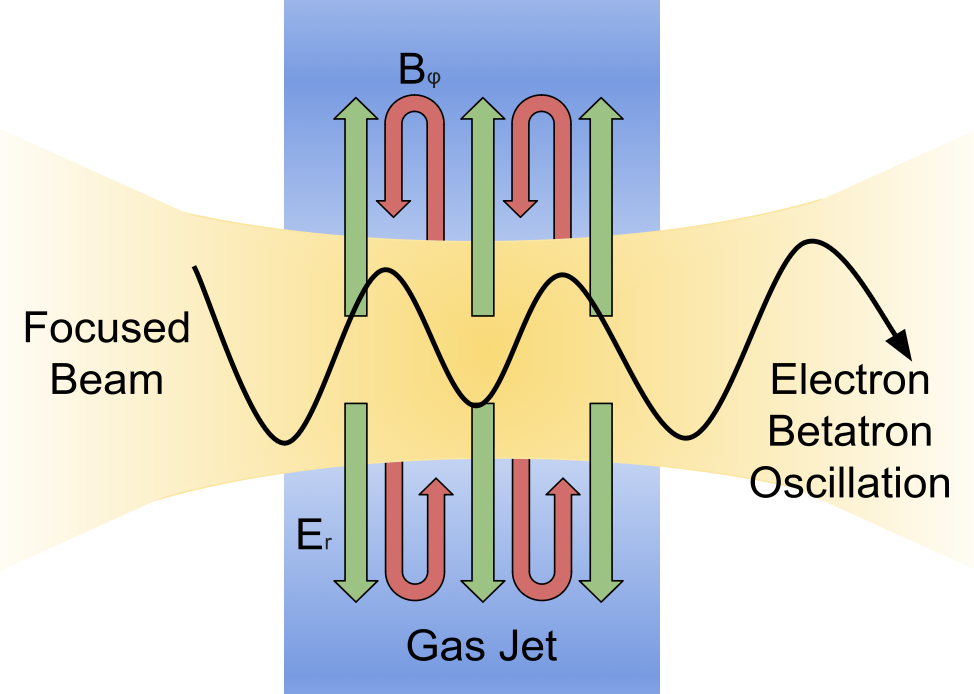 Bφ
Focused
Beam
Electron
Betatron
Oscillation
Er
Gas Jet